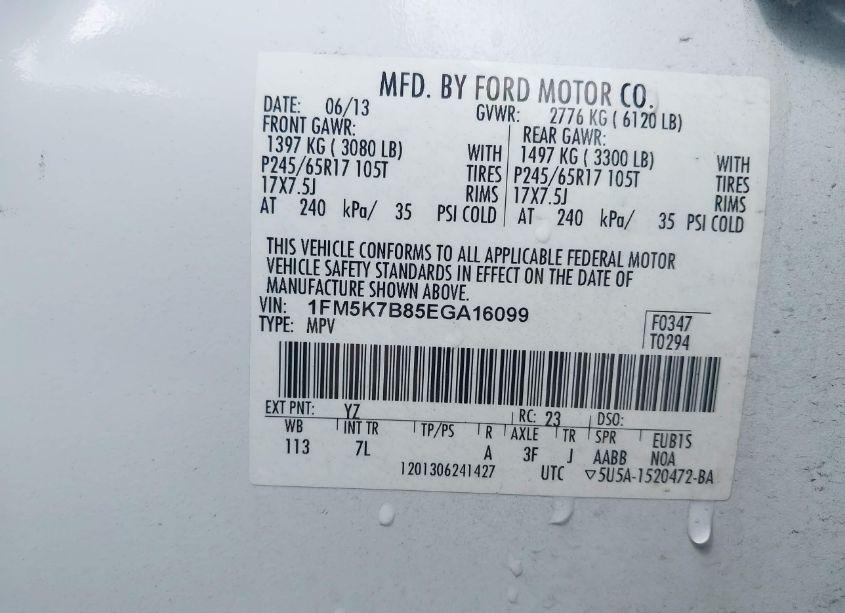 MFD. BY FORD MOTOR CO.
DATE: 06/13 GVWR: 2776 KG ( 6120 LB)
FRONT GAWR: REAR GAWR:
1397 KG ( 3080 LB) WITH 1497 KG ( 3300 LB) WITH
P245/65R17 105T TIRES P245/65R17 105T TIRES
17X7.5J RIMS 17X7.5J RIMS
AT 240 kPa/ 35 PSI COLD AT 240 kPa/ 35 PSI COLD
THIS VEHICLE CONFORMS TO ALL APPLICABLE FEDERAL MOTOR
VEHICLE SAFETY STANDARDS IN EFFECT ON THE DATE OF
MANUFACTURE SHOWN ABOVE.
VIN: 1FM5K7B85EGA16099
TYPE: MPV
F0347
T0294
EXT PNT: YZ RC: 23 DSO:
WB INT TR TP/PS R AXLE TR SPR EUB1S
113 7L A 3F J AABB NOA
1201306241427 UTC ▽5U5A-1520472-BA